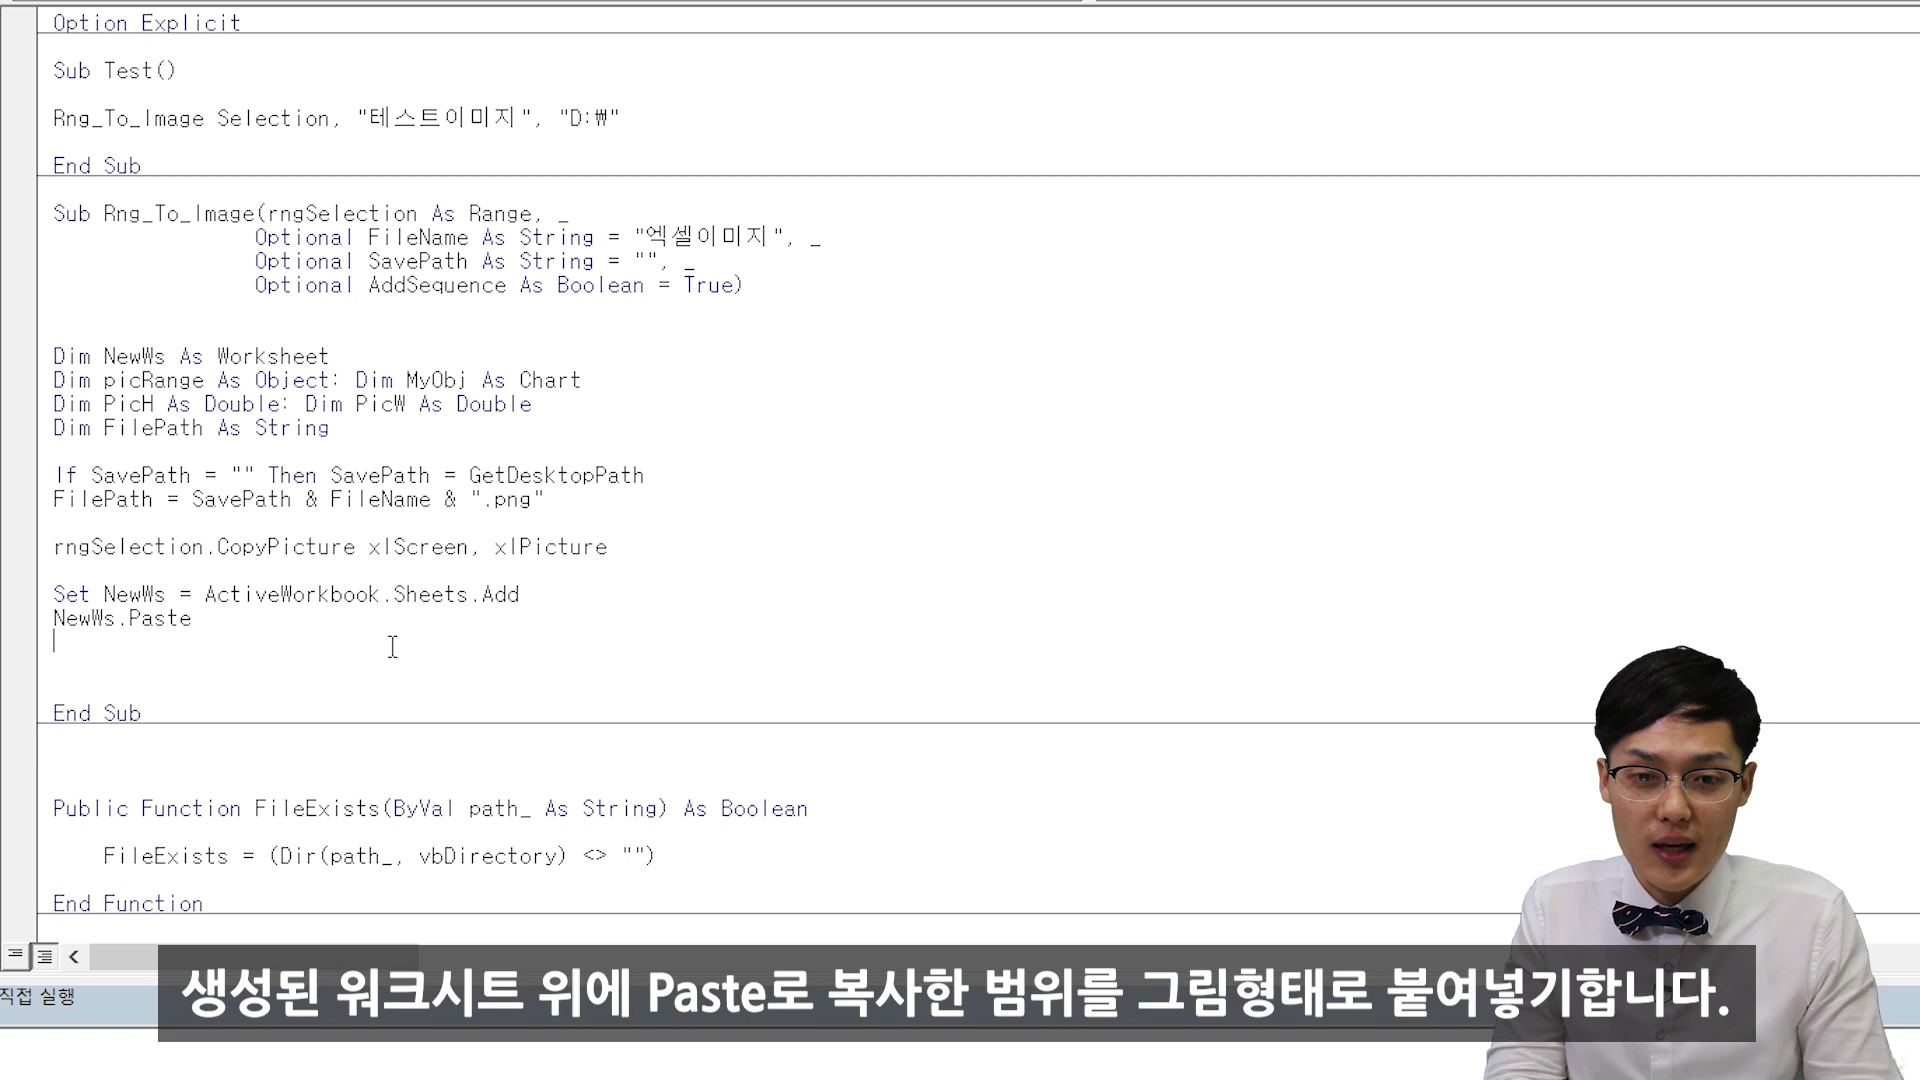 Option Explicit
Sub Test()
Rng_To_Image Selection, "테스트이미지", "D:₩"
End Sub
Sub Rng_To_Image(rngSelection As Range, _
Optional FileName As String = "엑셀이미지", _
Optional SavePath As String = "", _
Optional AddSequence As Boolean = True)
Dim NewWs As Worksheet
Dim picRange As Object: Dim MyObj As Chart
Dim PicH As Double: Dim PicW As Double
Dim FilePath As String
If SavePath = "" Then SavePath = GetDesktopPath
FilePath = SavePath & FileName & ".png"
rngSelection.CopyPicture xlScreen, xlPicture
Set NewWs = ActiveWorkbook.Sheets.Add
NewWs.Paste
End Sub
Public Function FileExists(ByVal path_ As String) As Boolean
FileExists = (Dir(path_, vbDirectory) <> "")
End Function
직접 실행
생성된 워크시트 위에 Paste로 복사한 범위를 그림형태로 붙여넣기합니다.